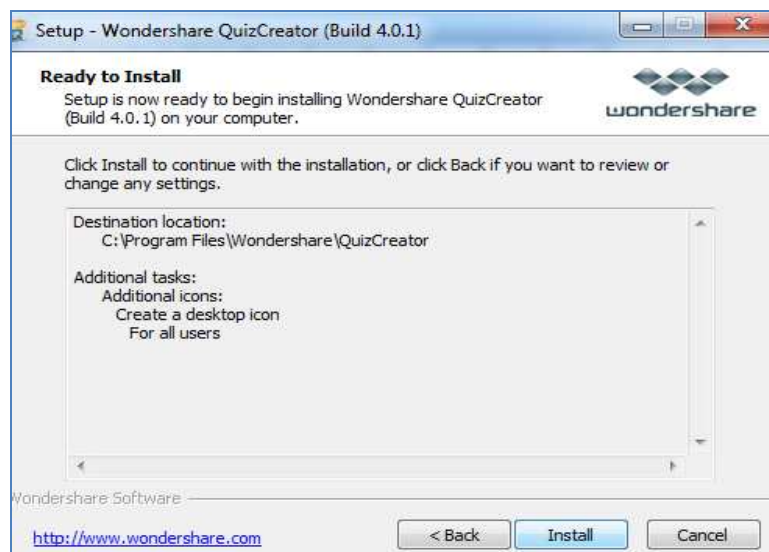 Setup - Wondershare QuizCreator (Build 4.0.1)
Ready to Install
Setup is now ready to begin installing Wondershare QuizCreator
(Build 4.0.1) on your computer.
wondershare
Click Install to continue with the installation, or click Back if you want to review or
change any settings.
Destination location:
C:\Program Files\Wondershare\QuizCreator
Additional tasks:
Additional icons:
Create a desktop icon
For all users
Wondershare Software
http://www.wondershare.com
< Back
Install
Cancel